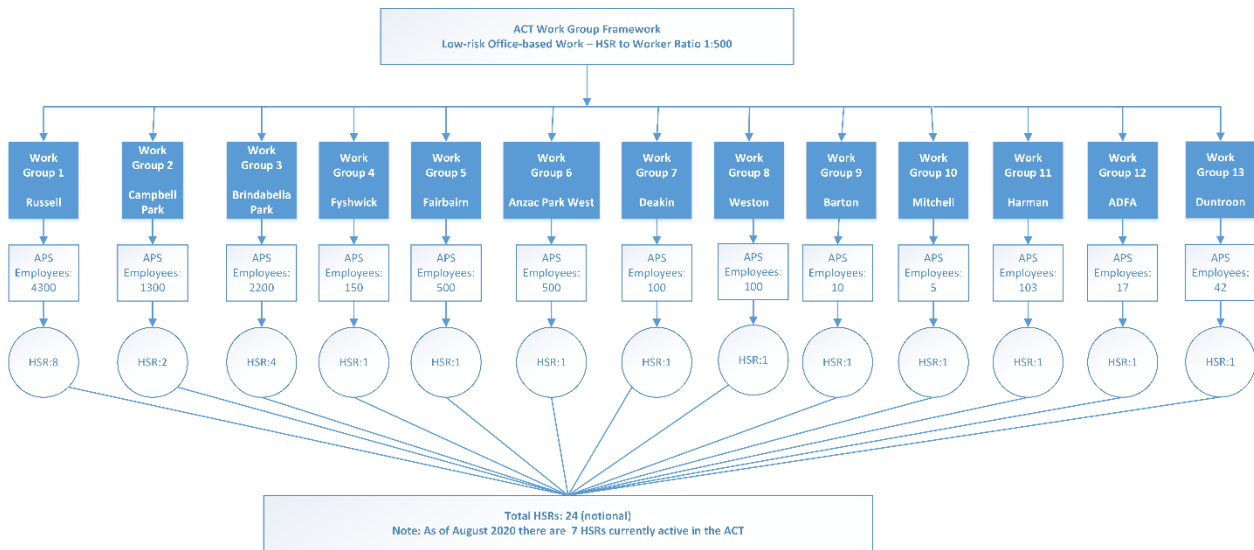 ACT Work Group Framework
Low-risk Office-based Work – HSR to Worker Ratio 1:500
Work
Group 1
Russell
Work
Group 2
Campbell
Park
Work
Group 3
Brindabella
Park
Work
Group 4
Fyshwick
Work
Group 5
Fairbairn
Work
Group 6
Anzac Park West
Work
Group 7
Deakin
Work
Group 8
Weston
Work
Group 9
Barton
Work
Group 10
Mitchell
Work
Group 11
Harman
Work
Group 12
ADFA
Work
Group 13
Duntroon
APS
Employees:
4300
APS
Employees:
1300
APS
Employees:
2200
APS
Employees:
150
APS
Employees:
500
APS
Employees:
500
APS
Employees:
100
APS
Employees:
100
APS
Employees:
10
APS
Employees:
5
APS
Employees:
103
APS
Employees:
17
APS
Employees:
42
HSR:8
HSR:2
HSR:4
HSR:1
HSR:1
HSR:1
HSR:1
HSR:1
HSR:1
HSR:1
HSR:1
HSR:1
HSR:1
Total HSRs: 24 (notional)
Note: As of August 2020 there are 7 HSRs currently active in the ACT